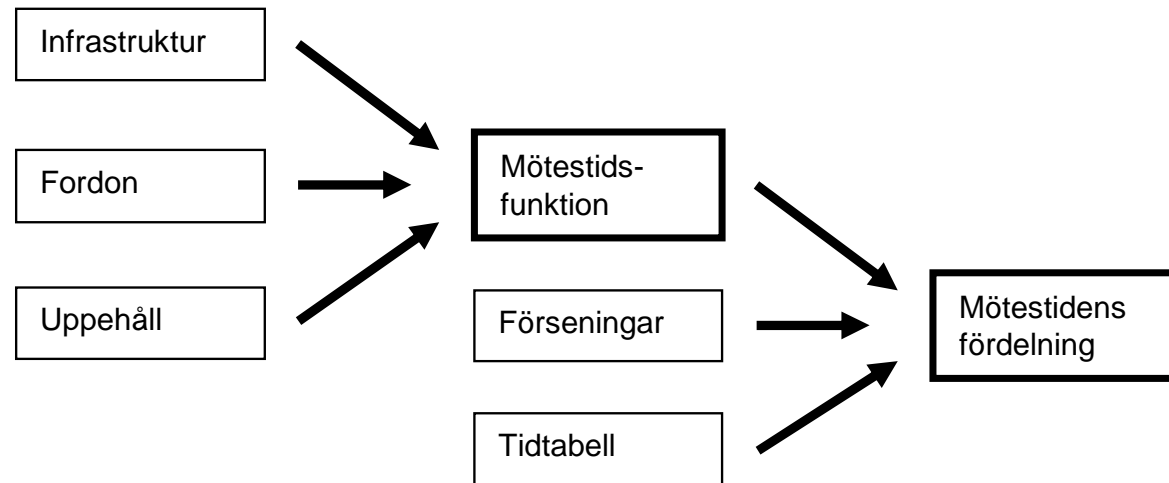 Infrastruktur
Fordon
Uppehåll
Mötestids-
funktion
Förseningar
Tidtabell
Mötestidens
fördelning